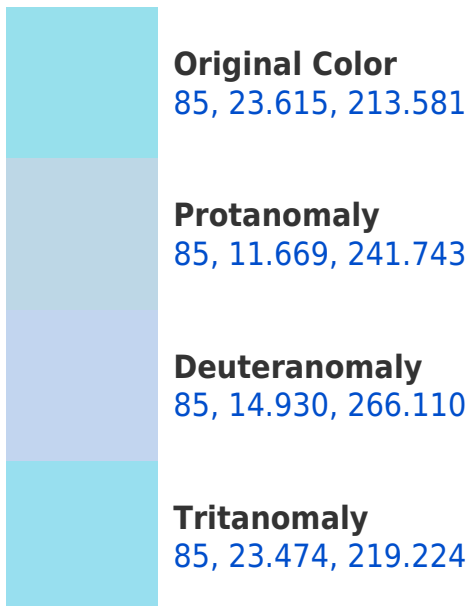 Original Color
85, 23.615, 213.581
Protanomaly
85, 11.669, 241.743
Deuteranomaly
85, 14.930, 266.110
Tritanomaly
85, 23.474, 219.224